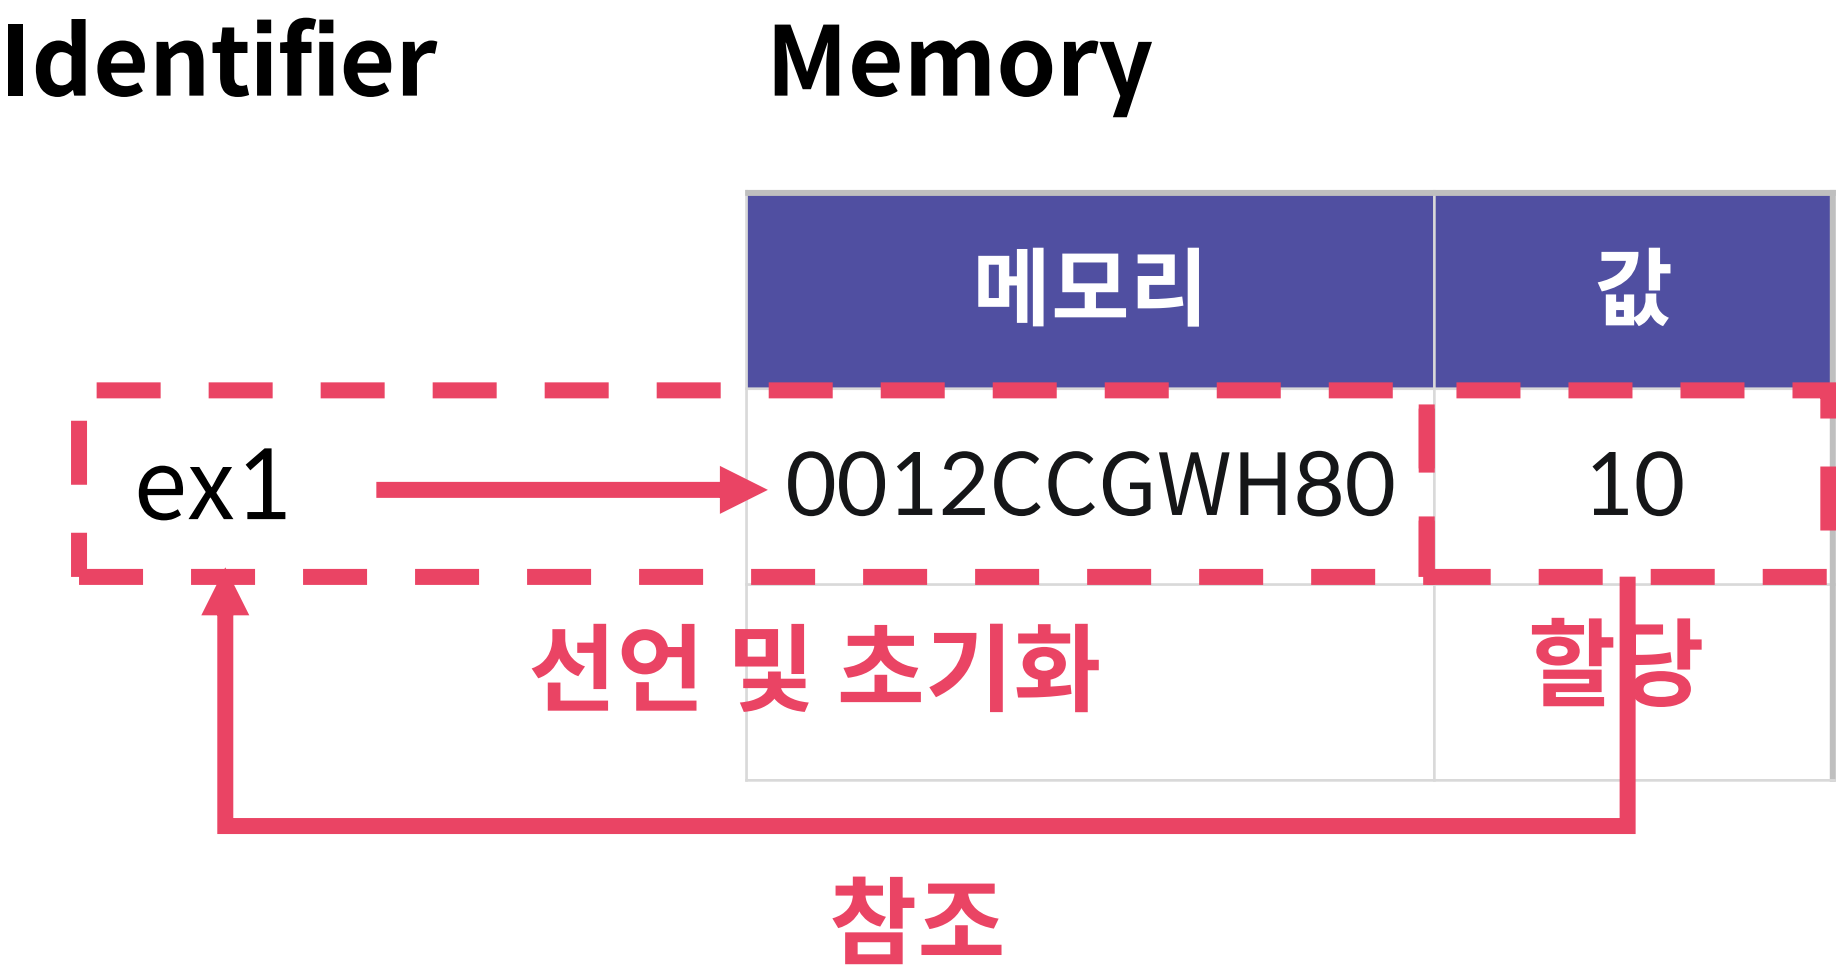 Identifier
Memory
메모리
값
ex1
0012CCGWH80
10
선언 및 초기화
할당
참조